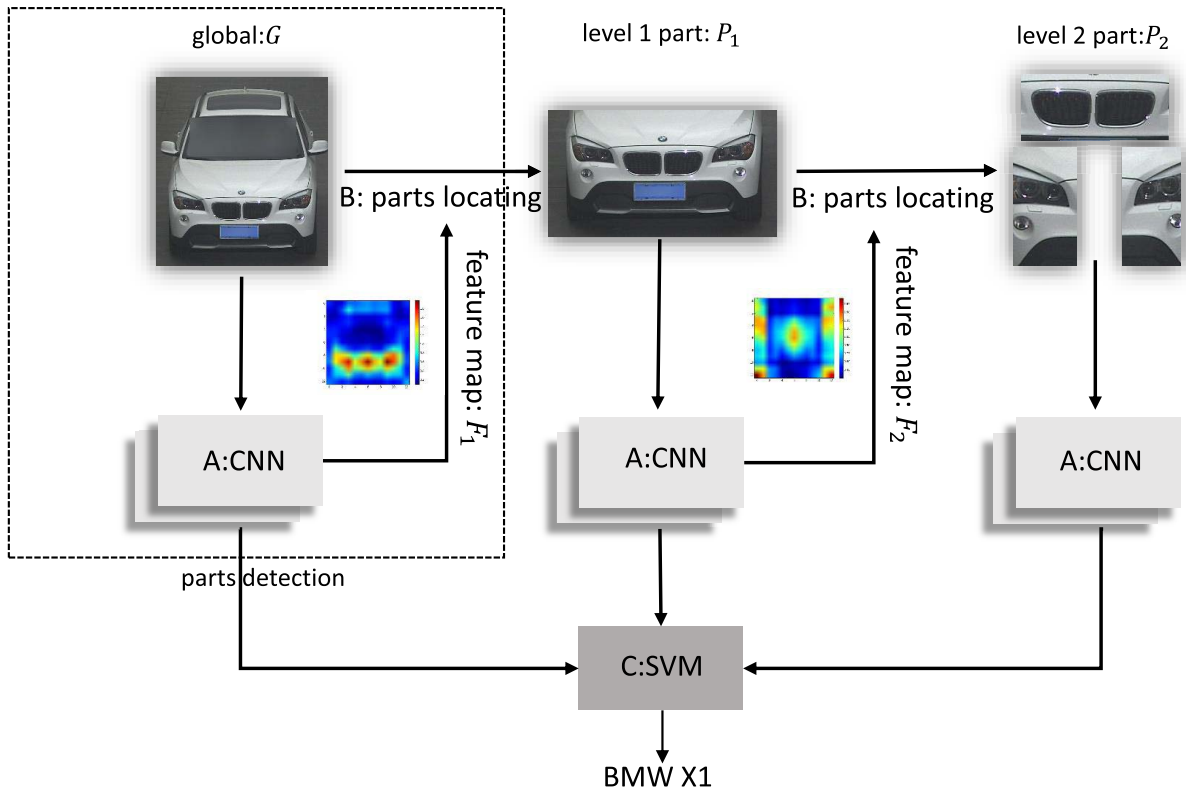 global:G
level 1 part: P₁
level 2 part:P₂
B: parts locating
B: parts locating
feature map: F₁
feature map: F₂
A:CNN
A:CNN
A:CNN
parts detection
C:SVM
BMW X1